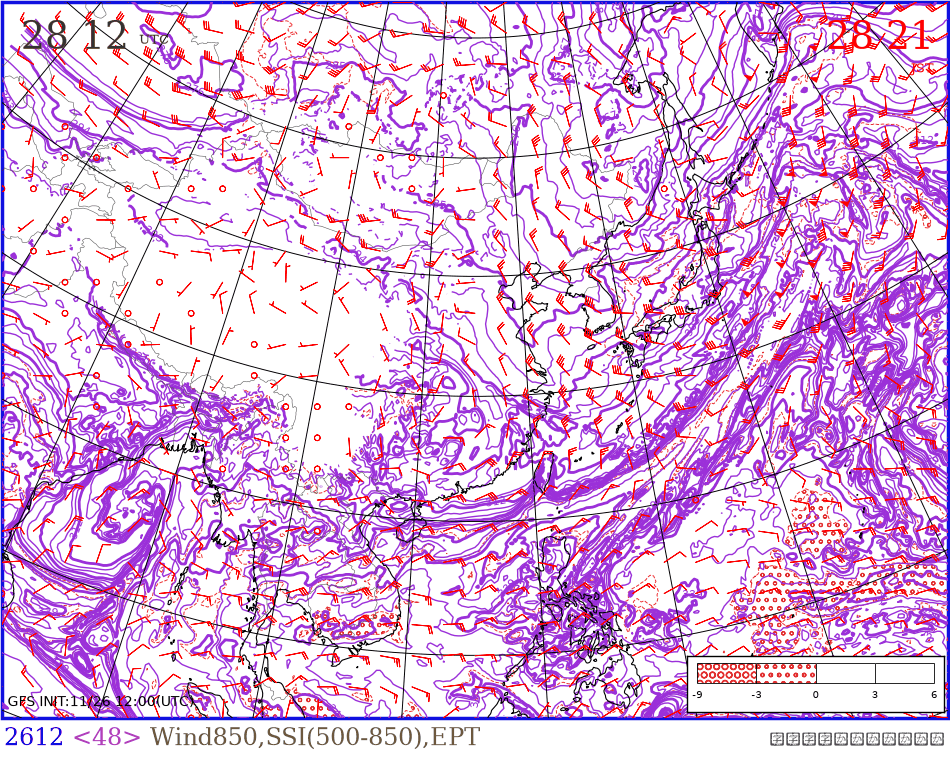 28 12 UTC
28 21
-9 -3 0 3 6
GFS INIT:11/26 12:00(UTC)
2612 <48> Wind850,SSI(500-850),EPT